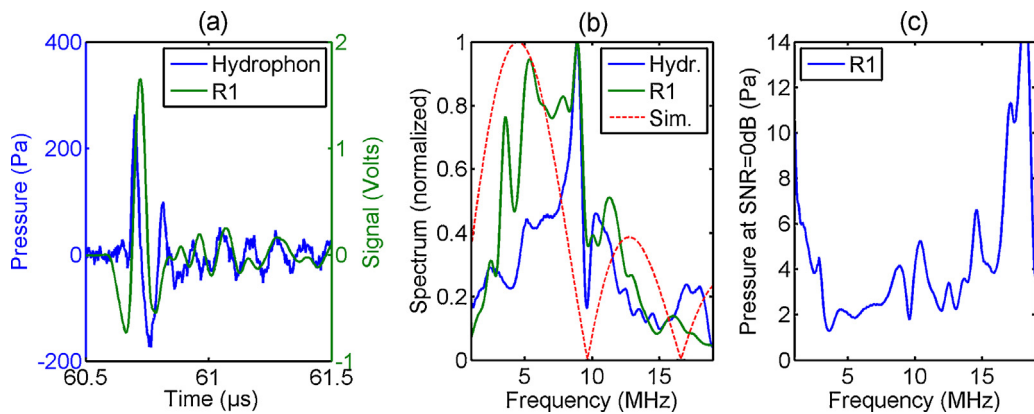 (a)
400
200
0
-200
Pressure (Pa)
Hydrophon
R1
2
1
0
-1
Signal (Volts)
60.5
61
61.5
Time (µs)
(b)
1
0.8
0.6
0.4
0.2
0
Spectrum (normalized)
Hydr.
R1
Sim.
5
10
15
Frequency (MHz)
(c)
14
12
10
8
6
4
2
0
Pressure at SNR=0dB (Pa)
R1
5
10
15
Frequency (MHz)